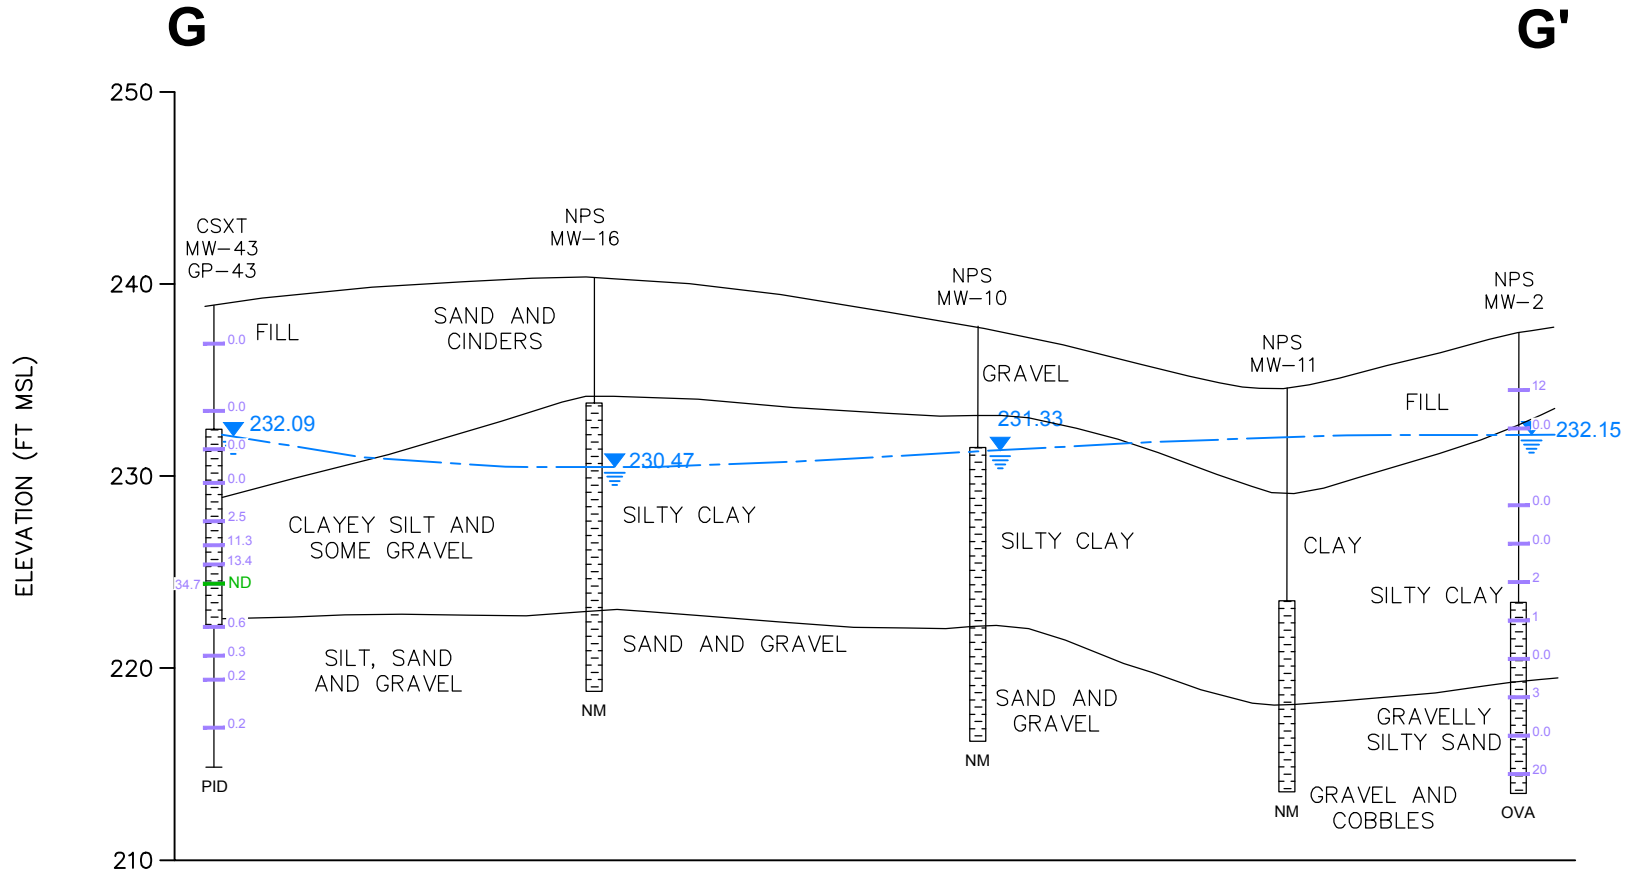 G
G'
250
240
230
220
210
ELEVATION (FT MSL)
CSXT
MW-43
GP-43
NPS
MW-16
NPS
MW-10
NPS
MW-11
NPS
MW-2
FILL
SAND AND
CINDERS
GRAVEL
FILL
232.09
230.47
231.33
232.15
CLAYEY SILT AND
SOME GRAVEL
SILTY CLAY
SILTY CLAY
CLAY
SILTY CLAY
SILT, SAND
AND GRAVEL
SAND AND GRAVEL
SAND AND
GRAVEL
GRAVELLY
SILTY SAND
GRAVEL AND
COBBLES
0.0
0.0
0.0
0.0
2.5
11.3
13.4
34.7
ND
0.6
0.3
0.2
0.2
PID
NM
NM
NM
12
0.0
0.0
0.0
2
1
0.0
3
0.0
20
OVA